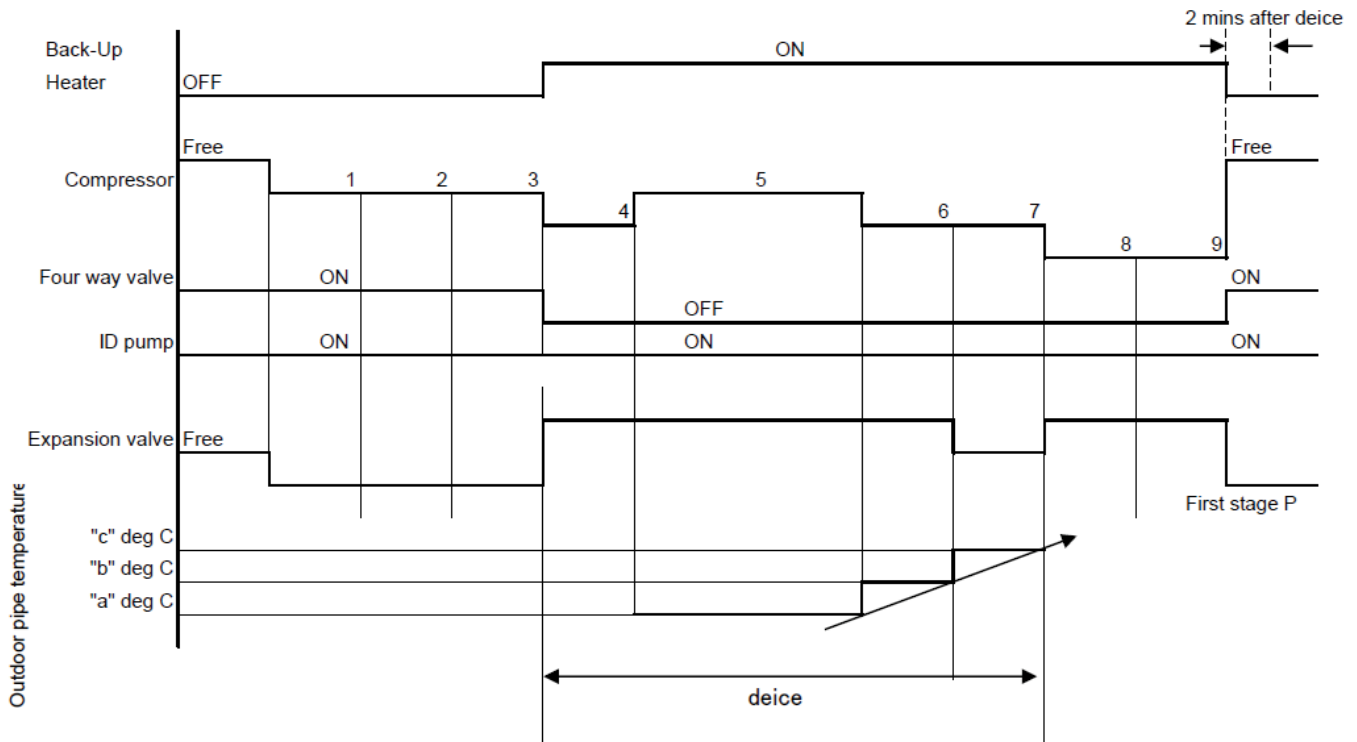 2 mins after deice
Back-Up
Heater
ON
OFF
Free
Free
Compressor
1
2
3
4
5
6
7
8
9
Four way valve
ON
OFF
ON
ID pump
ON
ON
ON
Expansion valve
Free
First stage P
Outdoor pipe temperature
"c" deg C
"b" deg C
"a" deg C
deice